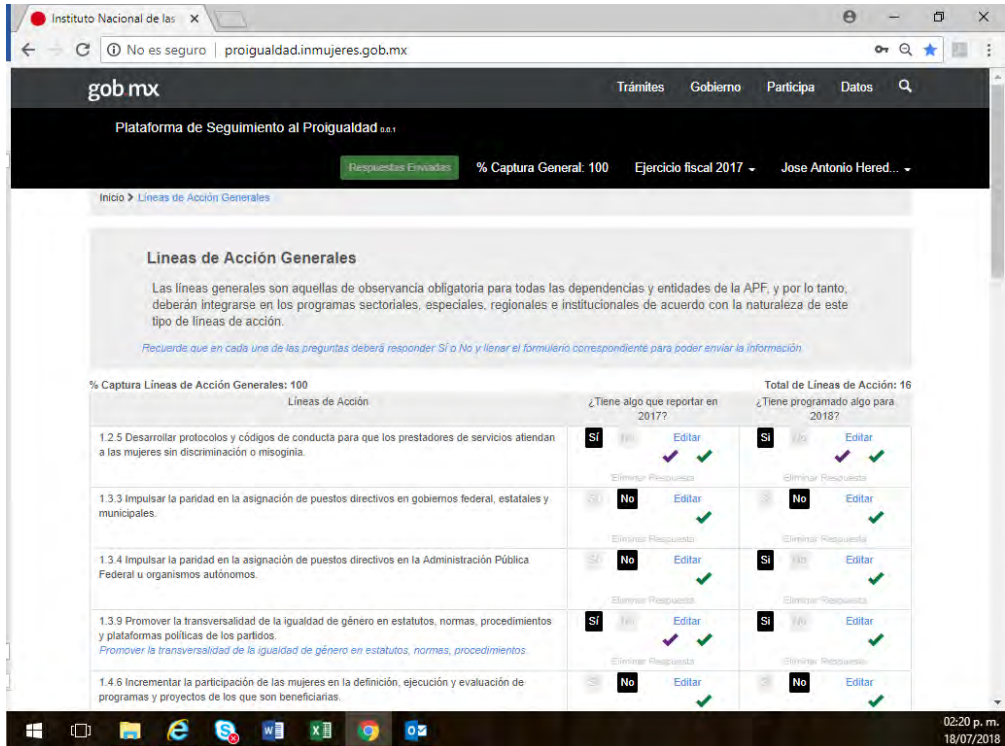 Instituto Nacional de las
No es seguro | proigualdad.inmujeres.gob.mx
gob mx
Trámites Gobierno Participa Datos
Plataforma de Seguimiento al Proigualdad 0.0.1
Respuestas Enviadas % Captura General: 100 Ejercicio fiscal 2017 Jose Antonio Hered...
Inicio > Líneas de Acción Generales
Lineas de Acción Generales
Las líneas generales son aquellas de observancia obligatoria para todas las dependencias y entidades de la APF, y por lo tanto,
deberán integrarse en los programas sectoriales, especiales, regionales e institucionales de acuerdo con la naturaleza de este
tipo de líneas de acción.
Recuerde que en cada una de las preguntas deberá responder Sí o No y llenar el formulario correspondiente para poder enviar la información
% Captura Líneas de Acción Generales: 100 Total de Líneas de Acción: 16
Líneas de Acción ¿Tiene algo que reportar en 2017? ¿Tiene programado algo para 2018?
1.2.5 Desarrollar protocolos y códigos de conducta para que los prestadores de servicios atiendan
a las mujeres sin discriminación o misoginia.
Sí No Editar Si No Editar
Eliminar Respuesta Eliminar Respuesta
1.3.3 Impulsar la paridad en la asignación de puestos directivos en gobiernos federal, estatales y
municipales.
Sí No Editar Si No Editar
Eliminar Respuesta Eliminar Respuesta
1.3.4 Impulsar la paridad en la asignación de puestos directivos en la Administración Pública
Federal u organismos autónomos.
Sí No Editar Si No Editar
Eliminar Respuesta Eliminar Respuesta
1.3.9 Promover la transversalidad de la igualdad de género en estatutos, normas, procedimientos
y plataformas políticas de los partidos.
Promover la transversalidad de la igualdad de género en estatutos, normas, procedimientos.
Sí No Editar Si No Editar
Eliminar Respuesta Eliminar Respuesta
1.4.6 Incrementar la participación de las mujeres en la definición, ejecución y evaluación de
programas y proyectos de los que son beneficiarias.
Sí No Editar Si No Editar
02:20 p. m.
18/07/2018